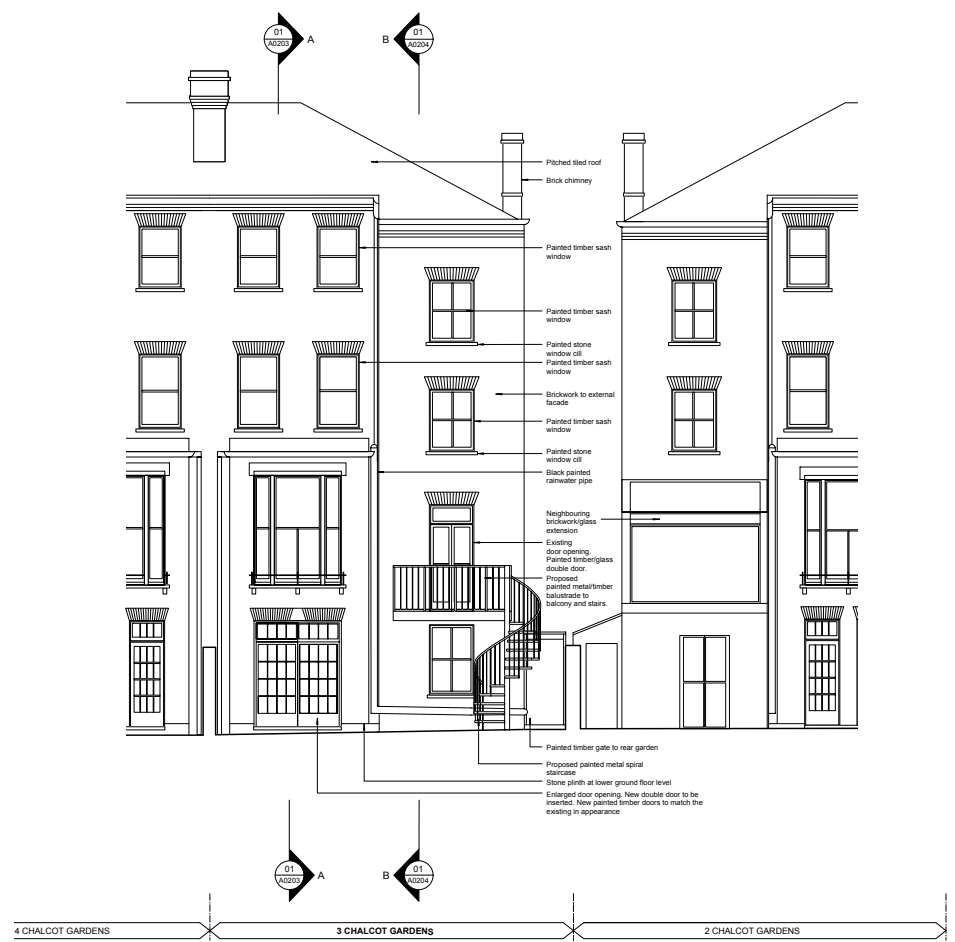 01
A0203
A
B
01
A0204
Pitched tiled roof
Brick chimney
Painted timber sash
window
Painted timber sash
window
Painted stone
window cill
Painted timber sash
window
Brickwork to external
facade
Painted timber sash
window
Painted stone
window cill
Black painted
rainwater pipe
Neighbouring
brickwork/glass
extension
Existing
door opening.
Painted timber/glass
double door.
Proposed
painted metal/timber
balustrade to
balcony and stairs.
Painted timber gate to rear garden
Proposed painted metal spiral
staircase
Stone plinth at lower ground floor level
Enlarged door opening. New double door to be
inserted. New painted timber doors to match the
existing in appearance
01
A0203
A
B
01
A0204
4 CHALCOT GARDENS
3 CHALCOT GARDENS
2 CHALCOT GARDENS